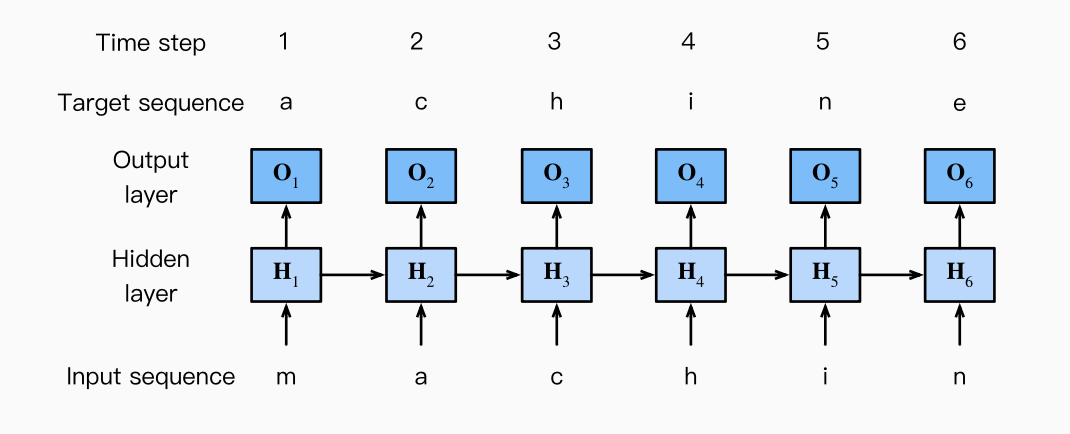 Time step 1 2 3 4 5 6
Target sequence a c h i n e
Output
layer
O₁ O₂ O₃ O₄ O₅ O₆
Hidden
layer
H₁ H₂ H₃ H₄ H₅ H₆
Input sequence m a c h i n